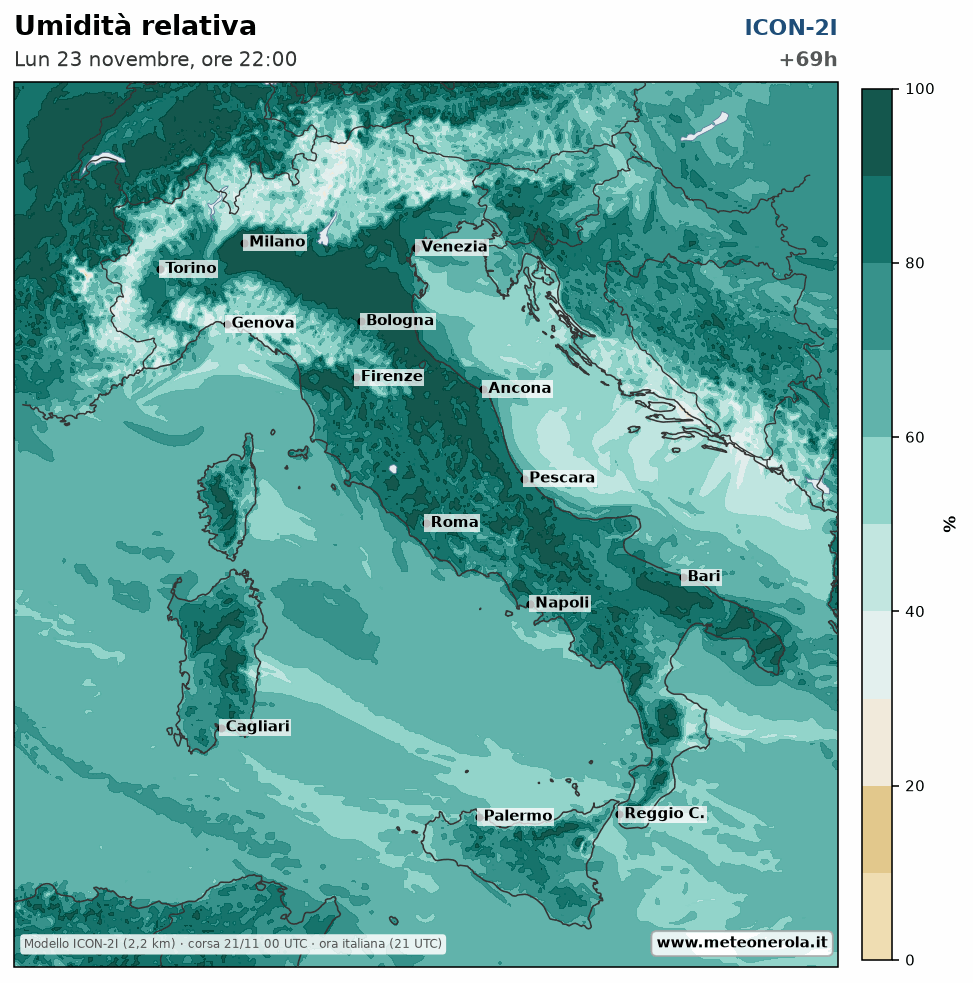 Umidità relativa
ICON-2I
Lun 23 novembre, ore 22:00
+69h
100
80
60
40
20
0
%
Milano
Venezia
Torino
Genova
Bologna
Firenze
Ancona
Pescara
Roma
Bari
Napoli
Cagliari
Palermo
Reggio C.
Modello ICON-2I (2,2 km) · corsa 21/11 00 UTC · ora italiana (21 UTC)
www.meteonerola.it